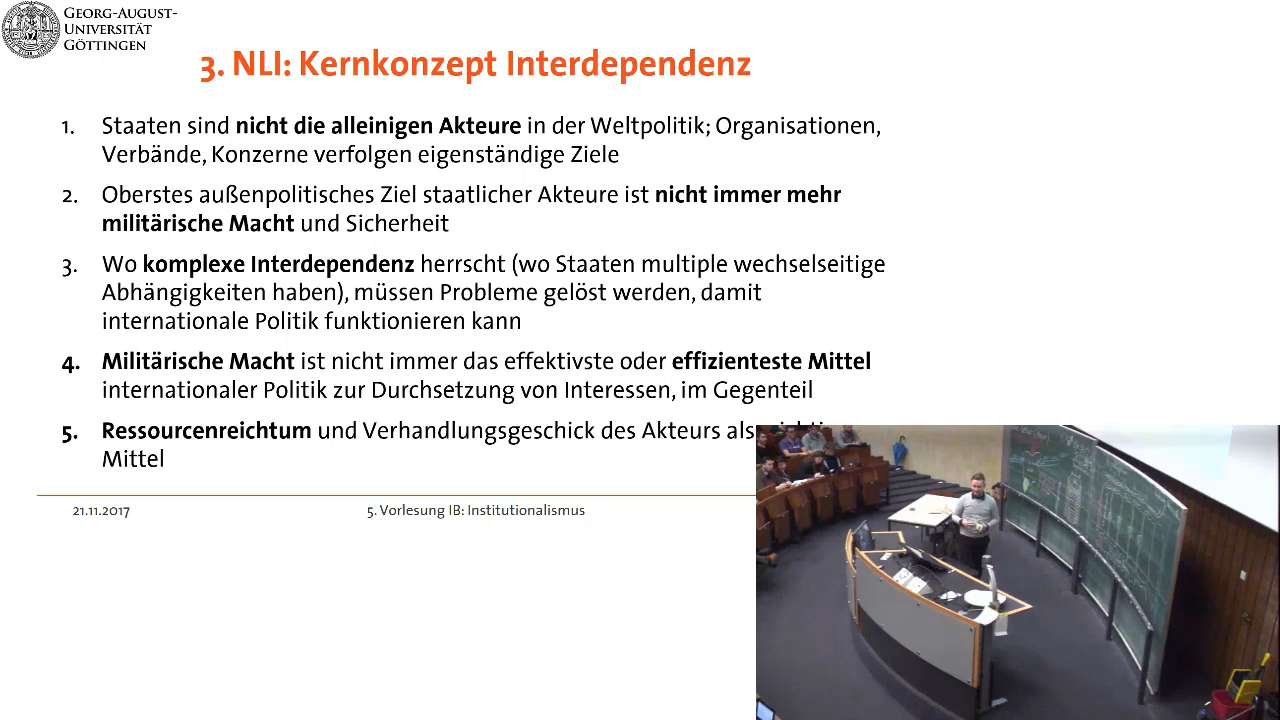 GEORG-AUGUST-
UNIVERSITÄT
GÖTTINGEN
3. NLI: Kernkonzept Interdependenz
1. Staaten sind nicht die alleinigen Akteure in der Weltpolitik; Organisationen,
Verbände, Konzerne verfolgen eigenständige Ziele
2. Oberstes außenpolitisches Ziel staatlicher Akteure ist nicht immer mehr
militärische Macht und Sicherheit
3. Wo komplexe Interdependenz herrscht (wo Staaten multiple wechselseitige
Abhängigkeiten haben), müssen Probleme gelöst werden, damit
internationale Politik funktionieren kann
4. Militärische Macht ist nicht immer das effektivste oder effizienteste Mittel
internationaler Politik zur Durchsetzung von Interessen, im Gegenteil
5. Ressourcenreichtum und Verhandlungsgeschick des Akteurs als
Mittel
21.11.2017 5. Vorlesung IB: Institutionalismus